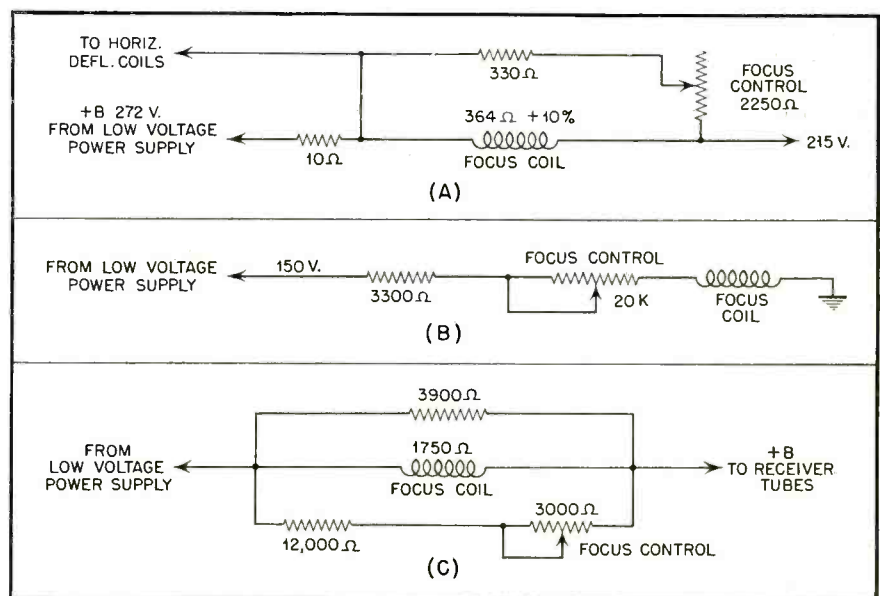 TO HORIZ.
DEFL. COILS
330Ω
FOCUS
CONTROL
2250Ω
+B 272 V.
FROM LOW VOLTAGE
POWER SUPPLY
10Ω
364Ω +10%
FOCUS COIL
215 V.
(A)
FROM LOW VOLTAGE
POWER SUPPLY
150 V.
3300Ω
FOCUS CONTROL
20 K
FOCUS
COIL
(B)
3900Ω
FROM
LOW VOLTAGE
POWER SUPPLY
1750Ω
FOCUS COIL
+B
TO RECEIVER
TUBES
12,000Ω
3000Ω
FOCUS CONTROL
(C)